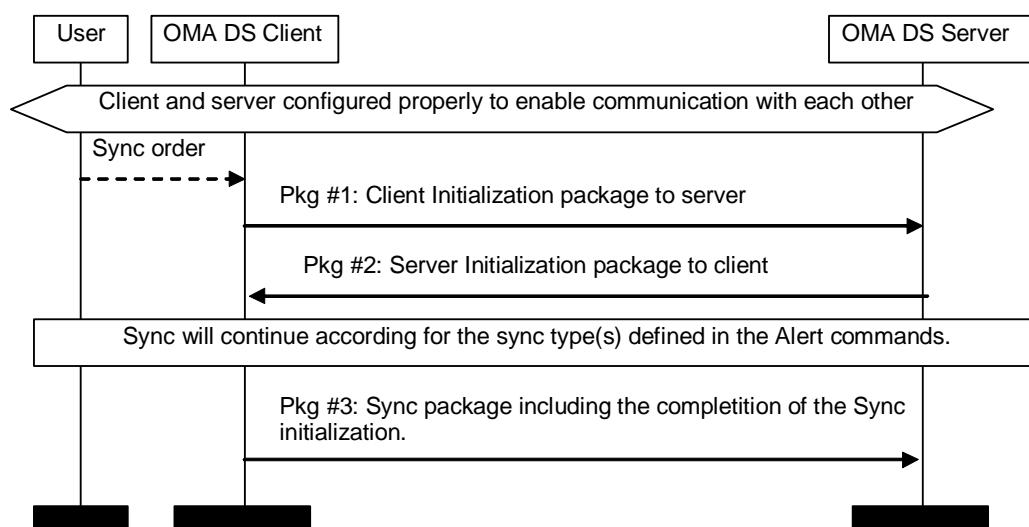 User
OMA DS Client
OMA DS Server
Client and server configured properly to enable communication with each other
Sync order
Pkg #1: Client Initialization package to server
Pkg #2: Server Initialization package to client
Sync will continue according for the sync type(s) defined in the Alert commands.
Pkg #3: Sync package including the completition of the Sync
initialization.